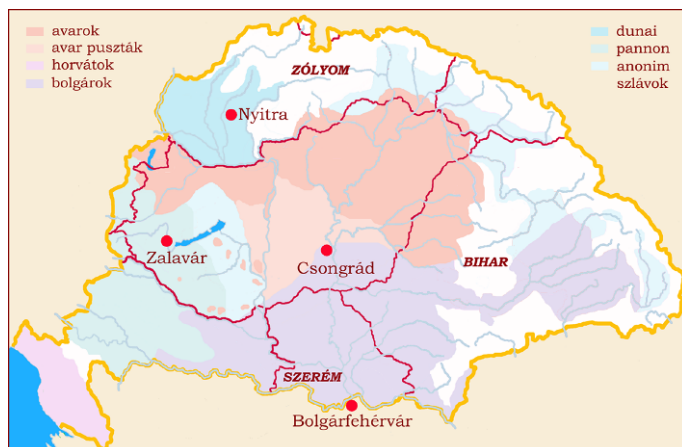 avarok
avar puszták
horvátok
bolgárok
dunai
pannon
anonim
szlávok
ZÓLYOM
Nyitra
Zalavár
Csongrád
BIHAR
SZERÉM
Bolgárfehérvár